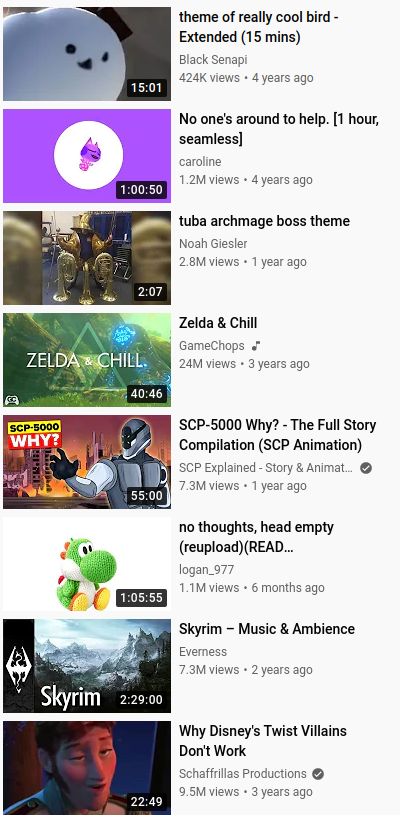 theme of really cool bird -
Extended (15 mins)
Black Senapi
424K views • 4 years ago
15:01
No one's around to help. [1 hour,
seamless]
caroline
1.2M views • 4 years ago
1:00:50
tuba archmage boss theme
Noah Giesler
2.8M views • 1 year ago
2:07
Zelda & Chill
GameChops
24M views • 3 years ago
ZELDA & CHILL
40:46
SCP-5000 Why? - The Full Story
Compilation (SCP Animation)
SCP Explained - Story & Animat...
7.3M views • 1 year ago
SCP-5000
WHY?
55:00
no thoughts, head empty
(reupload)(READ...
logan_977
1.1M views • 6 months ago
1:05:55
Skyrim – Music & Ambience
Everness
7.3M views • 2 years ago
Skyrim
2:29:00
Why Disney's Twist Villains
Don't Work
Schaffrillas Productions
9.5M views • 3 years ago
22:49